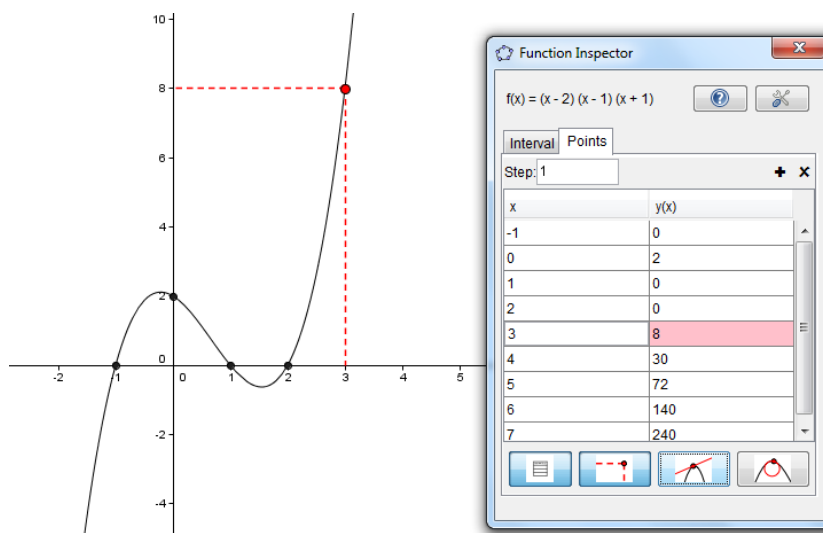 10
8
6
4
2
0
-2
-4
-2 -1 0 1 2 3 4 5
Function Inspector
f(x) = (x - 2) (x - 1) (x + 1)
Interval Points
Step: 1
x y(x)
-1 0
0 2
1 0
2 0
3 8
4 30
5 72
6 140
7 240